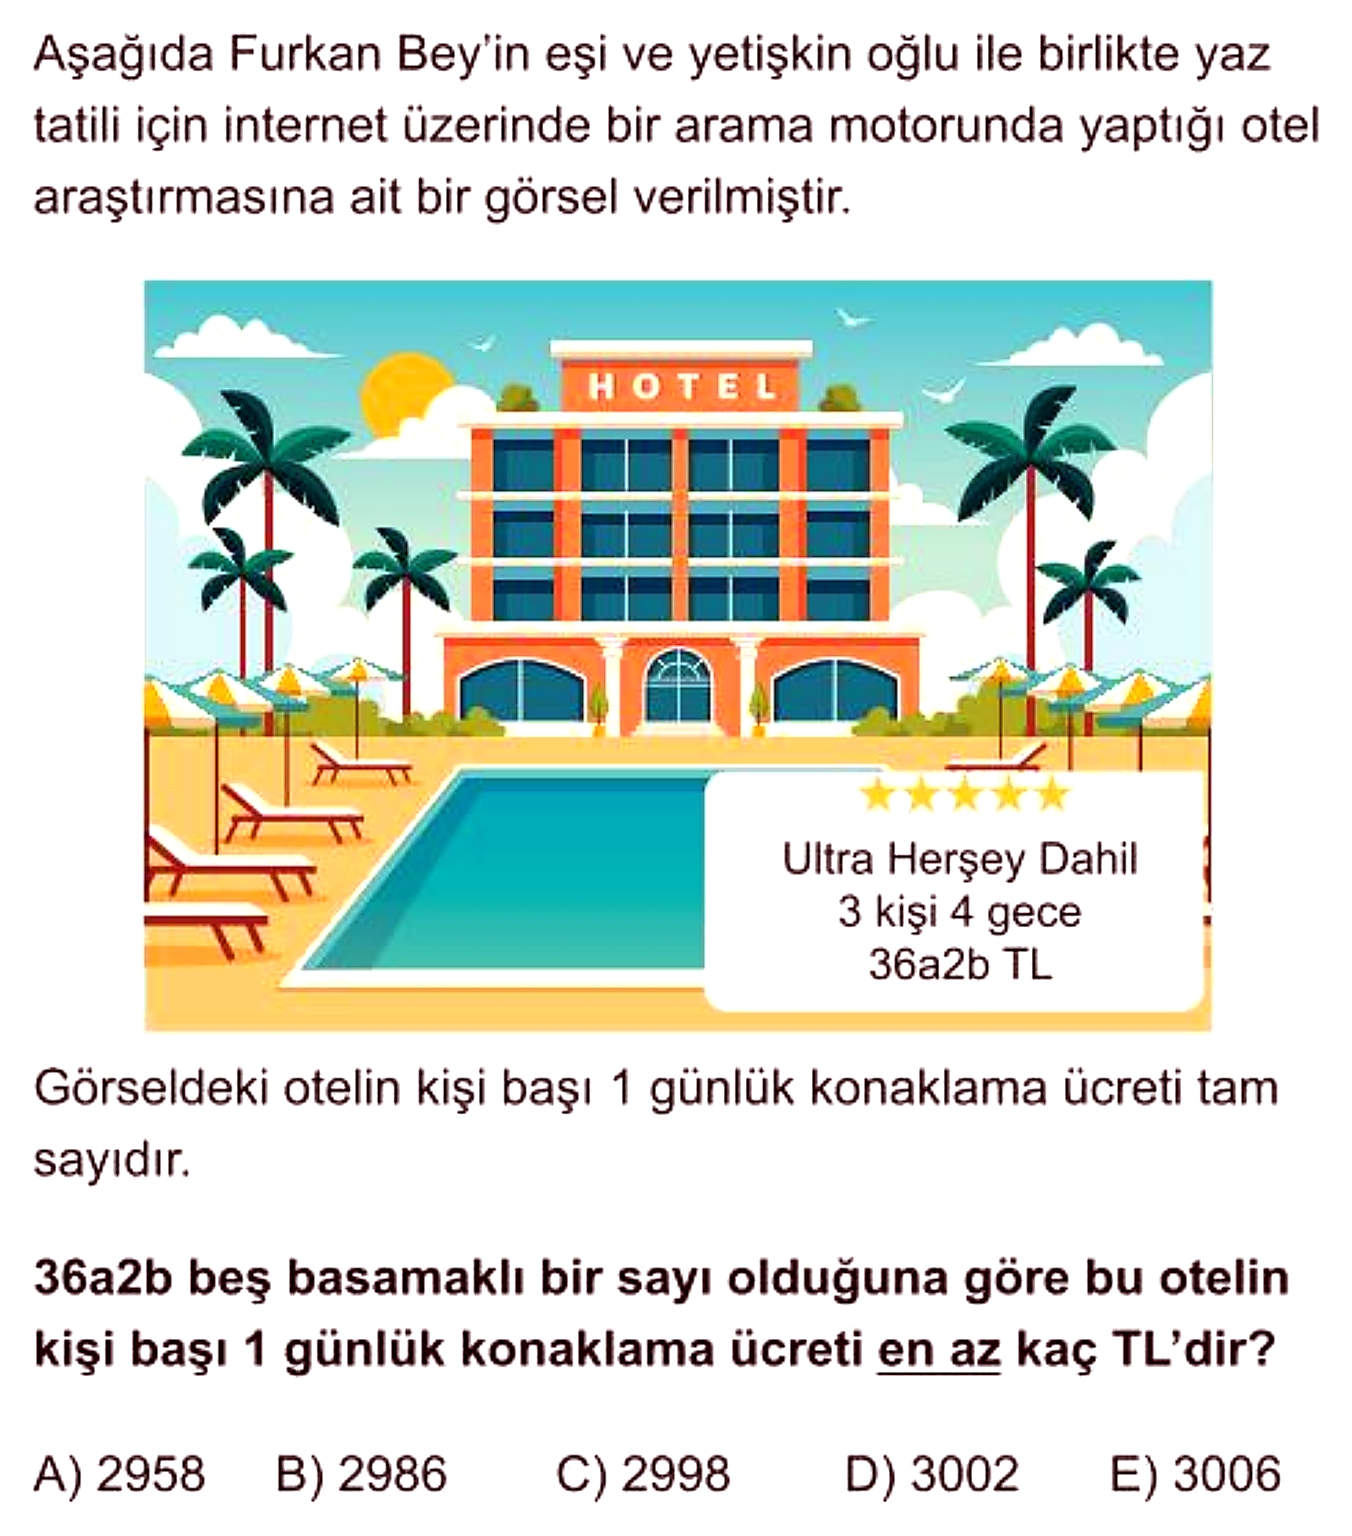 Aşağıda Furkan Bey’in eşi ve yetişkin oğlu ile birlikte yaz
tatili için internet üzerinde bir arama motorunda yaptığı otel
araştırmasına ait bir görsel verilmiştir.
HOTEL
Ultra Herşey Dahil
3 kişi 4 gece
36a2b TL
Görseldeki otelin kişi başı 1 günlük konaklama ücreti tam
sayıdır.
36a2b beş basamaklı bir sayı olduğuna göre bu otelin
kişi başı 1 günlük konaklama ücreti en az kaç TL’dir?
A) 2958 B) 2986 C) 2998 D) 3002 E) 3006